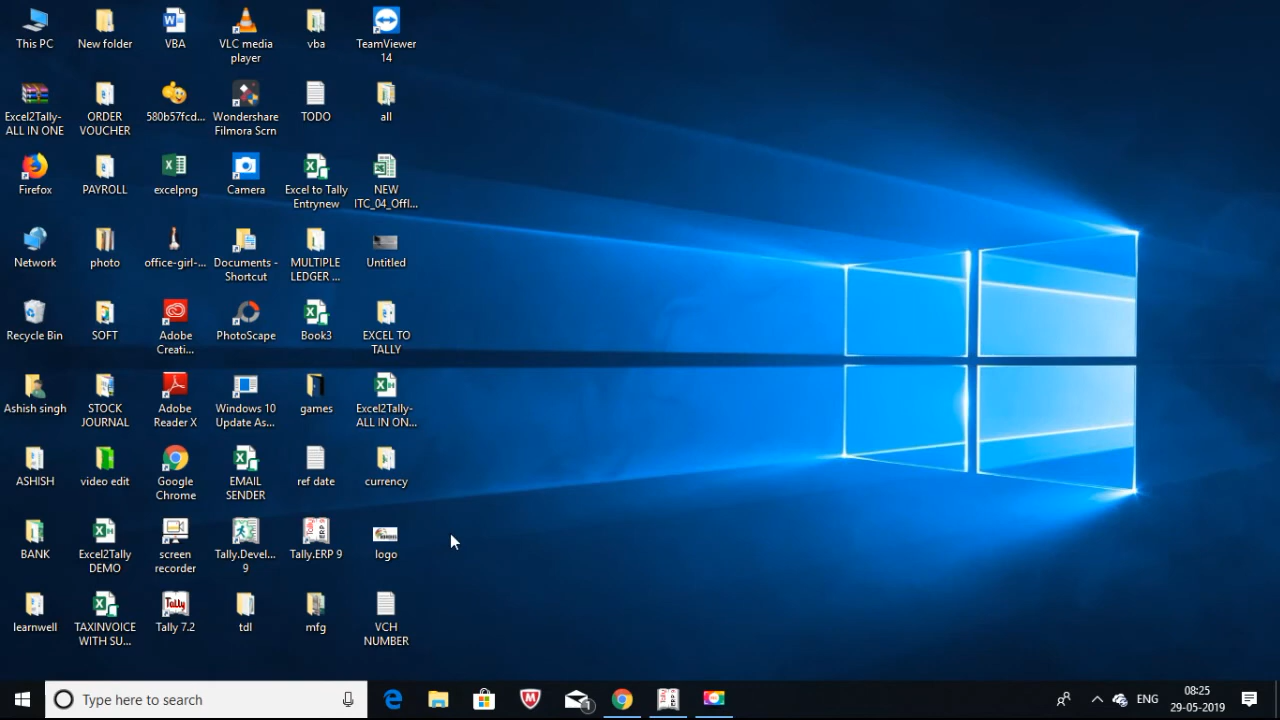 This PC
New folder
VBA
VLC media
player
vba
TeamViewer
14
Excel2Tally-
ALL IN ONE
ORDER
VOUCHER
580b57fcd...
Wondershare
Filmora Scrn
TODO
all
Firefox
PAYROLL
excelpng
Camera
Excel to Tally
Entrynew
NEW
ITC_04_Offl...
Network
photo
office-girl-...
Documents -
Shortcut
MULTIPLE
LEDGER ...
Untitled
Recycle Bin
SOFT
Adobe
Creati...
PhotoScape
Book3
EXCEL TO
TALLY
Ashish singh
STOCK
JOURNAL
Adobe
Reader X
Windows 10
Update As...
games
Excel2Tally-
ALL IN ON...
ASHISH
video edit
Google
Chrome
EMAIL
SENDER
ref date
currency
BANK
Excel2Tally
DEMO
screen
recorder
Tally.Devel...
9
Tally.ERP 9
logo
learnwell
TAXINVOICE
WITH SU...
Tally 7.2
tdl
mfg
VCH
NUMBER
Type here to search
1
ENG
08:25
29-05-2019